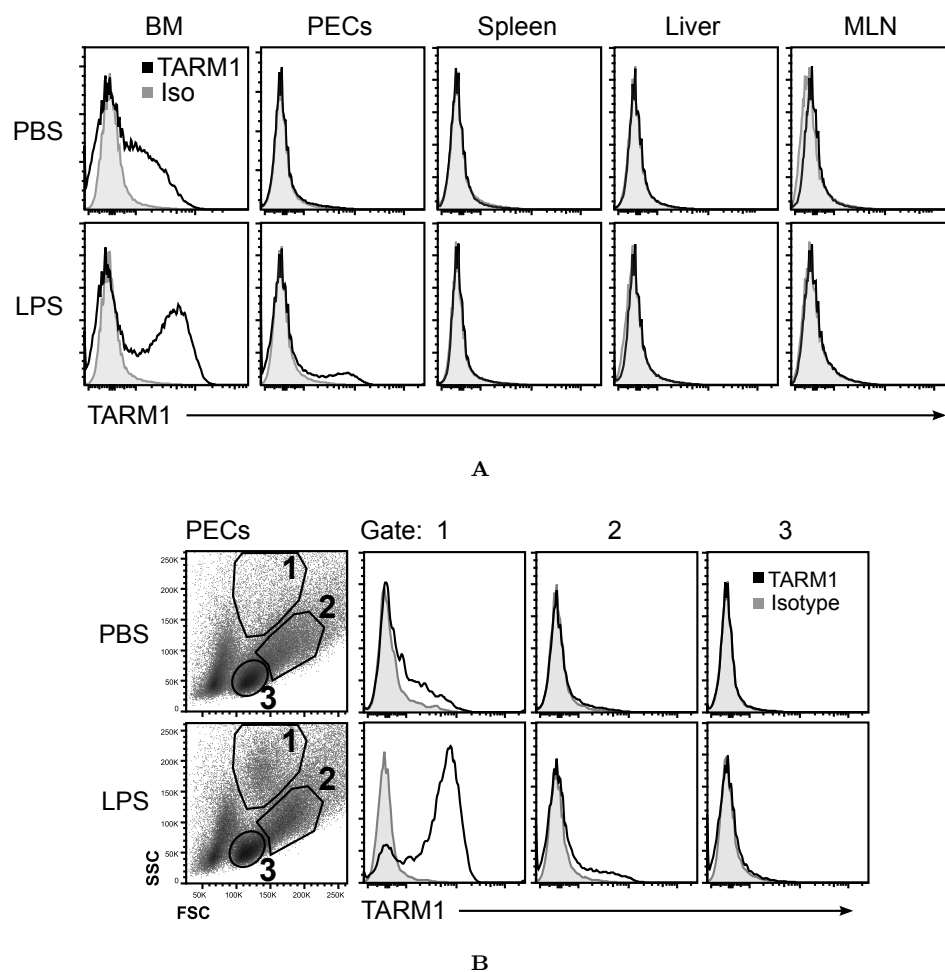 BM PECs Spleen Liver MLN
TARM1
Iso
PBS
LPS
TARM1
A
PECs Gate: 1 2 3
250K
200K
150K
100K
50K
0
1
2
3
PBS
TARM1
Isotype
250K
200K
150K
100K
50K
0
1
2
3
LPS
SSC
50K 100K 150K 200K 250K
FSC
TARM1
B